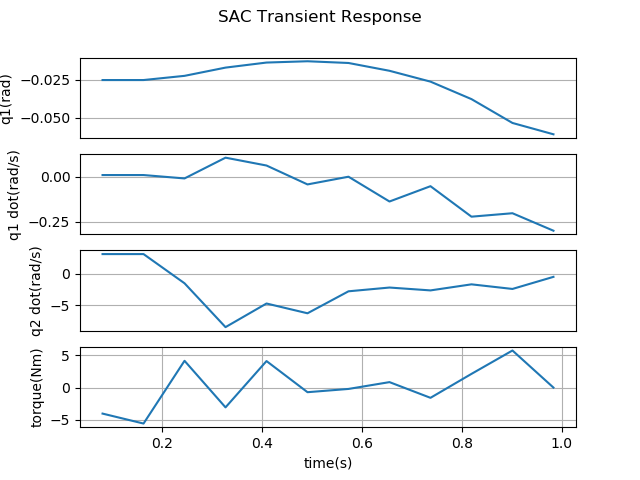 SAC Transient Response
q1(rad)
−0.025
−0.050
q1 dot(rad/s)
0.00
−0.25
q2 dot(rad/s)
0
−5
torque(Nm)
5
0
−5
0.2 0.4 0.6 0.8 1.0
time(s)